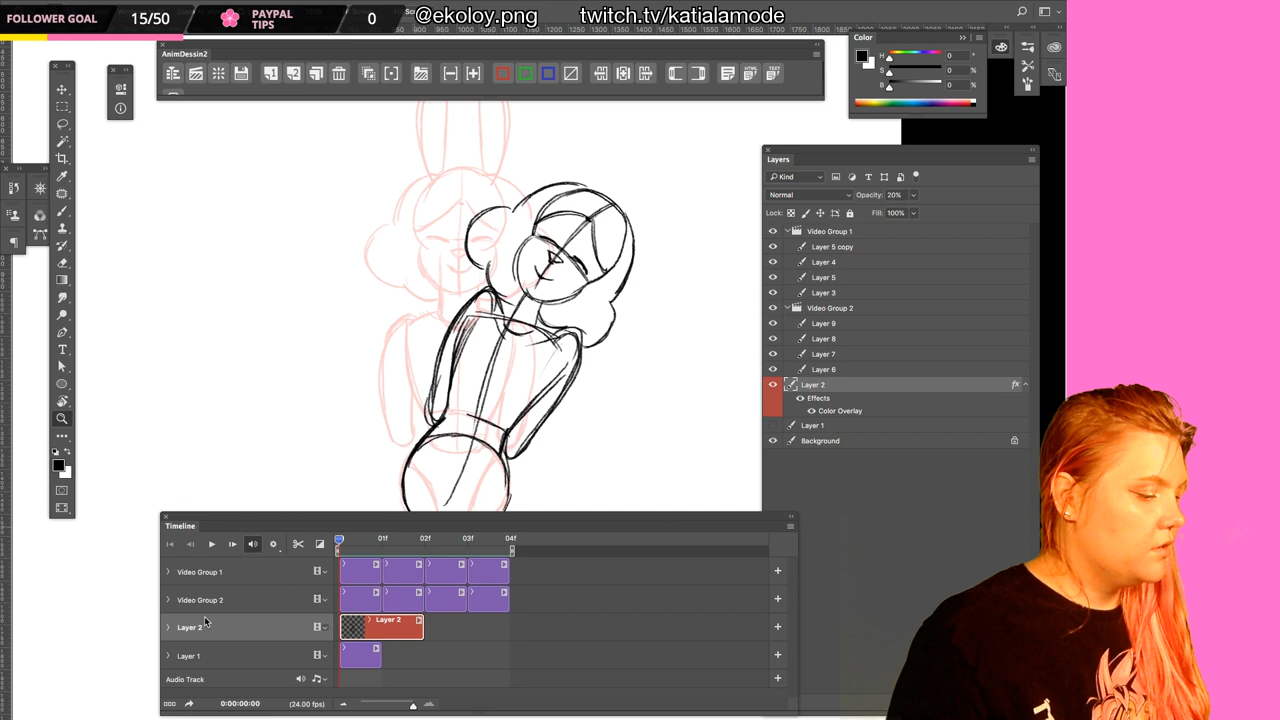 FOLLOWER GOAL 15/50 PAYPAL TIPS 0 @ekoloy.png twitch.tv/katialamode
AnimDessin2
Color
H 0
S 0
B 0
Layers
Kind
Normal Opacity: 20%
Lock: Fill: 100%
Video Group 1
Layer 5 copy
Layer 4
Layer 5
Layer 3
Video Group 2
Layer 9
Layer 8
Layer 7
Layer 6
Layer 2 fx
Effects
Color Overlay
Layer 1
Background
Timeline
01f 02f 03f 04f
Video Group 1
Video Group 2
Layer 2 Layer 2
Layer 1
Audio Track
0:00:00:00 (24.00 fps)